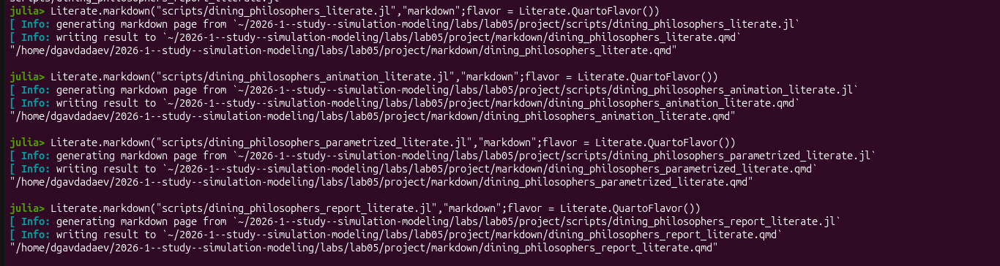 scripts/dining_philosophers_report_literate.jl
julia> Literate.markdown("scripts/dining_philosophers_literate.jl","markdown";flavor = Literate.QuartoFlavor())
[ Info: generating markdown page from `~/2026-1--study--simulation-modeling/labs/lab05/project/scripts/dining_philosophers_literate.jl`
[ Info: writing result to `~/2026-1--study--simulation-modeling/labs/lab05/project/markdown/dining_philosophers_literate.qmd`
"/home/dgavdadaev/2026-1--study--simulation-modeling/labs/lab05/project/markdown/dining_philosophers_literate.qmd"
julia> Literate.markdown("scripts/dining_philosophers_animation_literate.jl","markdown";flavor = Literate.QuartoFlavor())
[ Info: generating markdown page from `~/2026-1--study--simulation-modeling/labs/lab05/project/scripts/dining_philosophers_animation_literate.jl`
[ Info: writing result to `~/2026-1--study--simulation-modeling/labs/lab05/project/markdown/dining_philosophers_animation_literate.qmd`
"/home/dgavdadaev/2026-1--study--simulation-modeling/labs/lab05/project/markdown/dining_philosophers_animation_literate.qmd"
julia> Literate.markdown("scripts/dining_philosophers_parametrized_literate.jl","markdown";flavor = Literate.QuartoFlavor())
[ Info: generating markdown page from `~/2026-1--study--simulation-modeling/labs/lab05/project/scripts/dining_philosophers_parametrized_literate.jl`
[ Info: writing result to `~/2026-1--study--simulation-modeling/labs/lab05/project/markdown/dining_philosophers_parametrized_literate.qmd`
"/home/dgavdadaev/2026-1--study--simulation-modeling/labs/lab05/project/markdown/dining_philosophers_parametrized_literate.qmd"
julia> Literate.markdown("scripts/dining_philosophers_report_literate.jl","markdown";flavor = Literate.QuartoFlavor())
[ Info: generating markdown page from `~/2026-1--study--simulation-modeling/labs/lab05/project/scripts/dining_philosophers_report_literate.jl`
[ Info: writing result to `~/2026-1--study--simulation-modeling/labs/lab05/project/markdown/dining_philosophers_report_literate.qmd`
"/home/dgavdadaev/2026-1--study--simulation-modeling/labs/lab05/project/markdown/dining_philosophers_report_literate.qmd"